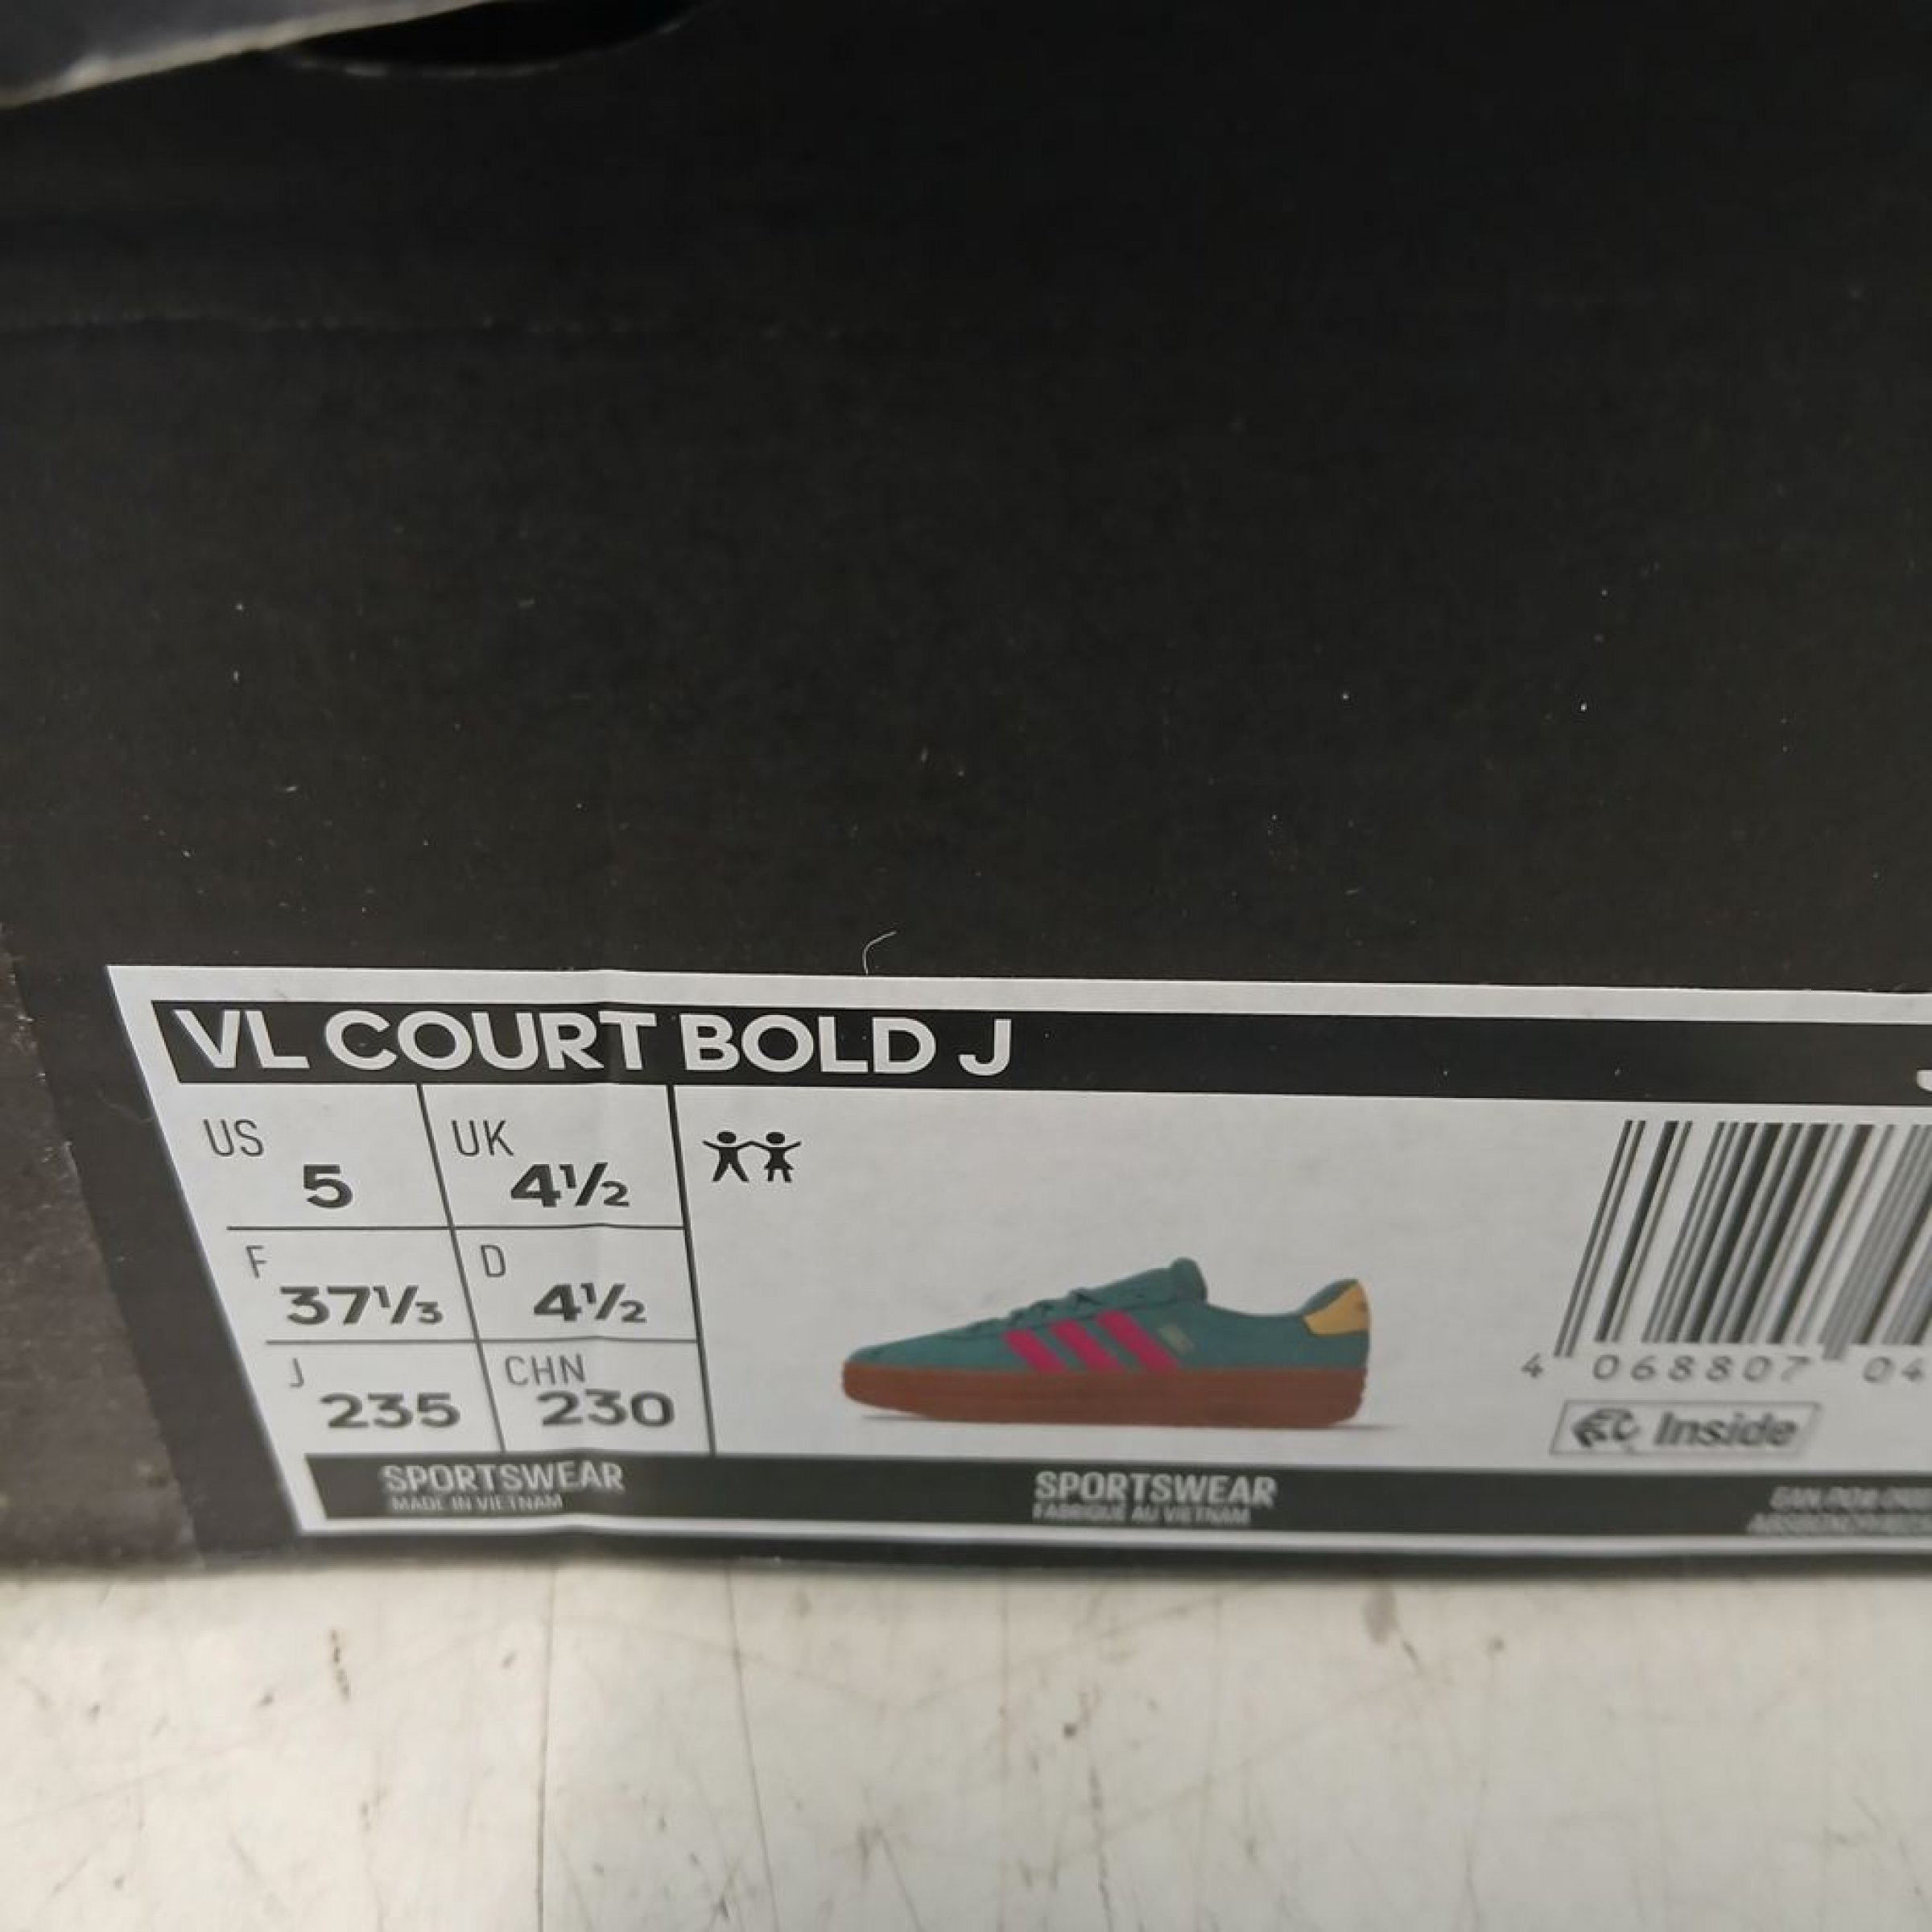 VL COURT BOLD J
US 5 UK 4½
F 37⅓ D 4½
J 235 CHN 230
4 068807 04
Inside
SPORTSWEAR
MADE IN VIETNAM
SPORTSWEAR
FABRIQUÉ AU VIETNAM